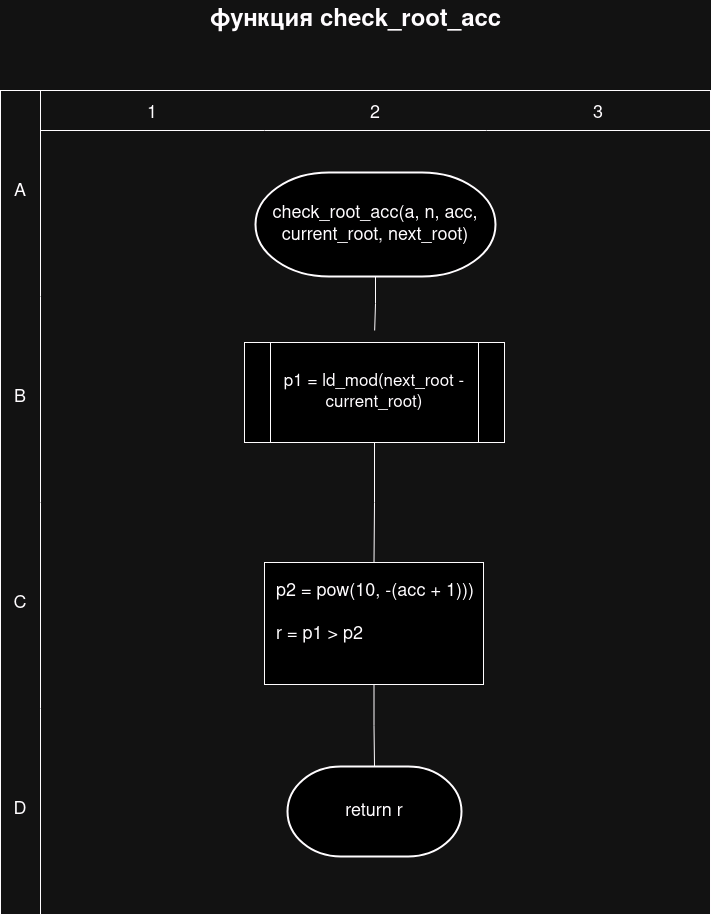 функция check_root_acc
1
2
3
A
check_root_acc(a, n, acc,
current_root, next_root)
B
p1 = ld_mod(next_root -
current_root)
C
p2 = pow(10, -(acc + 1)))
r = p1 > p2
D
return r